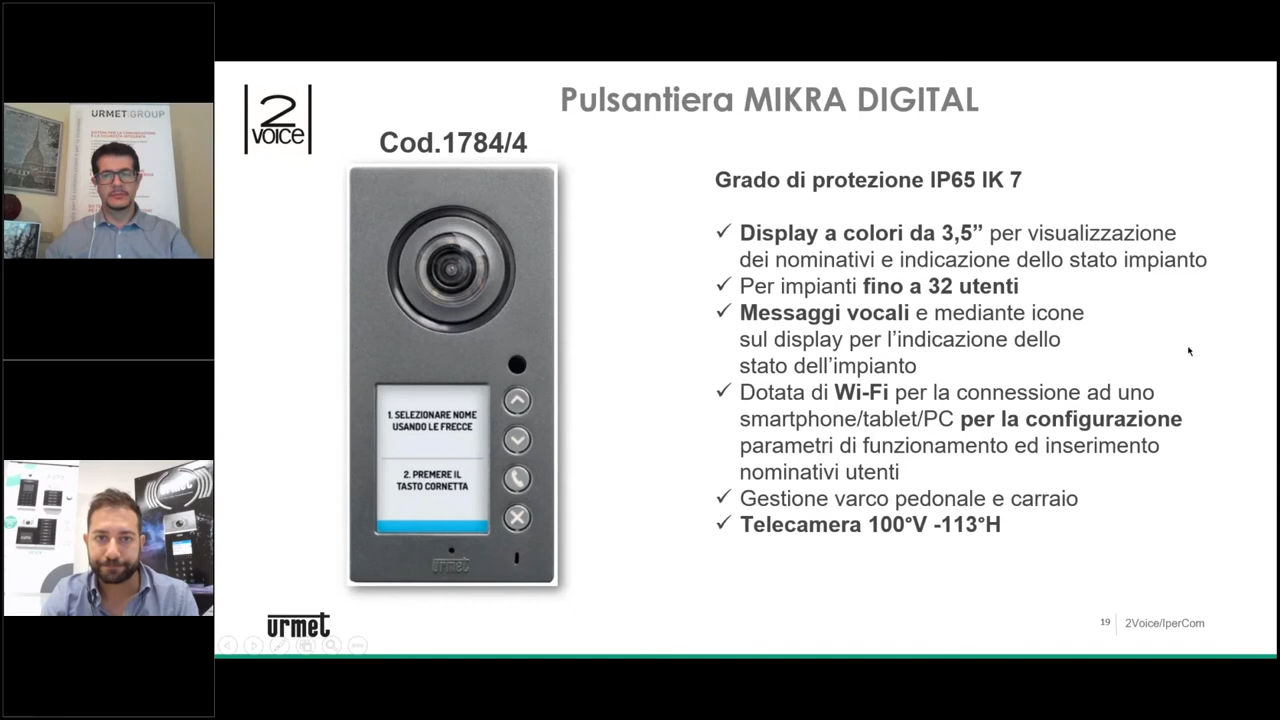 URMET GROUP
2
VOICE
Pulsantiera MIKRA DIGITAL
Cod.1784/4
Grado di protezione IP65 IK 7
✓ Display a colori da 3,5” per visualizzazione
dei nominativi e indicazione dello stato impianto
✓ Per impianti fino a 32 utenti
✓ Messaggi vocali e mediante icone
sul display per l’indicazione dello
stato dell’impianto
✓ Dotata di Wi-Fi per la connessione ad uno
smartphone/tablet/PC per la configurazione
parametri di funzionamento ed inserimento
nominativi utenti
✓ Gestione varco pedonale e carraio
✓ Telecamera 100°V -113°H
1. SELEZIONARE NOME
USANDO LE FRECCE
2. PREMERE IL
TASTO CORNETTA
urmet
urmet
urmet
19
2Voice/IperCom